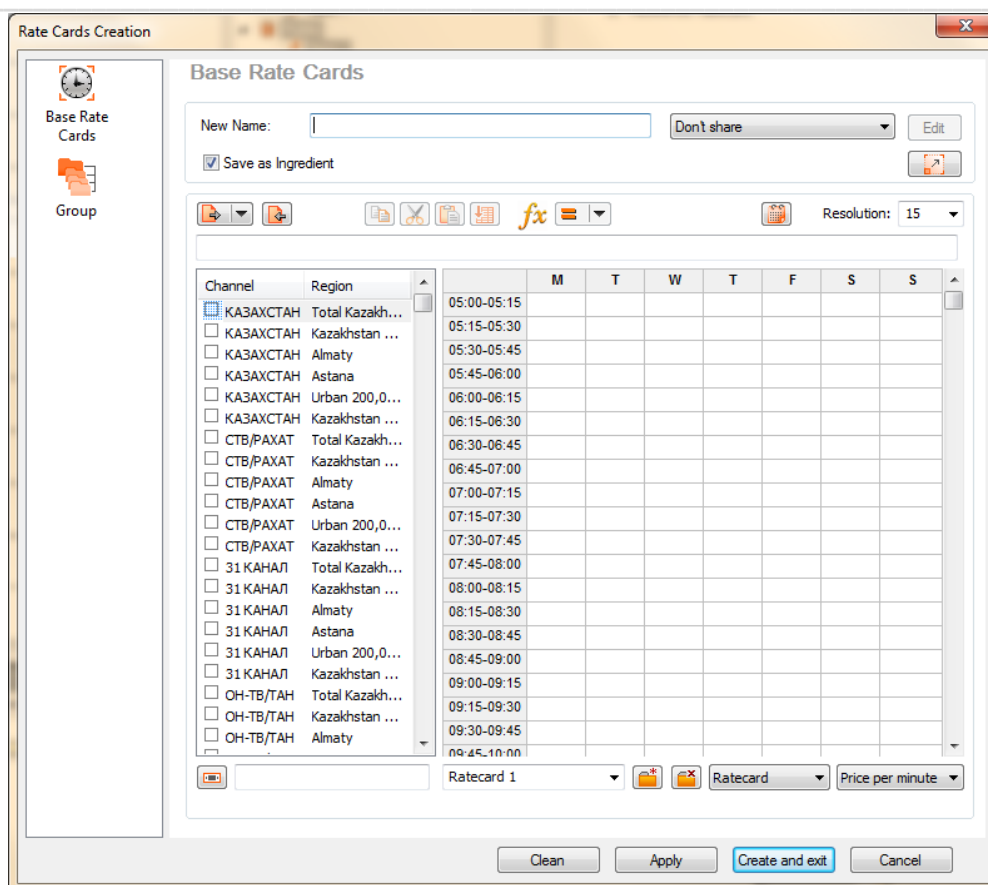 Rate Cards Creation
Base Rate Cards
Group
Base Rate Cards
New Name:
Don't share
Edit
Save as Ingredient
fx
Resolution: 15
Channel Region
КАЗАХСТАН Total Kazakh...
КАЗАХСТАН Kazakhstan ...
КАЗАХСТАН Almaty
КАЗАХСТАН Astana
КАЗАХСТАН Urban 200,0...
КАЗАХСТАН Kazakhstan ...
СТВ/РАХАТ Total Kazakh...
СТВ/РАХАТ Kazakhstan ...
СТВ/РАХАТ Almaty
СТВ/РАХАТ Astana
СТВ/РАХАТ Urban 200,0...
СТВ/РАХАТ Kazakhstan ...
31 КАНАЛ Total Kazakh...
31 КАНАЛ Kazakhstan ...
31 КАНАЛ Almaty
31 КАНАЛ Astana
31 КАНАЛ Urban 200,0...
31 КАНАЛ Kazakhstan ...
ОН-ТВ/ТАН Total Kazakh...
ОН-ТВ/ТАН Kazakhstan ...
ОН-ТВ/ТАН Almaty
M T W T F S S
05:00-05:15
05:15-05:30
05:30-05:45
05:45-06:00
06:00-06:15
06:15-06:30
06:30-06:45
06:45-07:00
07:00-07:15
07:15-07:30
07:30-07:45
07:45-08:00
08:00-08:15
08:15-08:30
08:30-08:45
08:45-09:00
09:00-09:15
09:15-09:30
09:30-09:45
09:45-10:00
Ratecard 1
Ratecard
Price per minute
Clean
Apply
Create and exit
Cancel